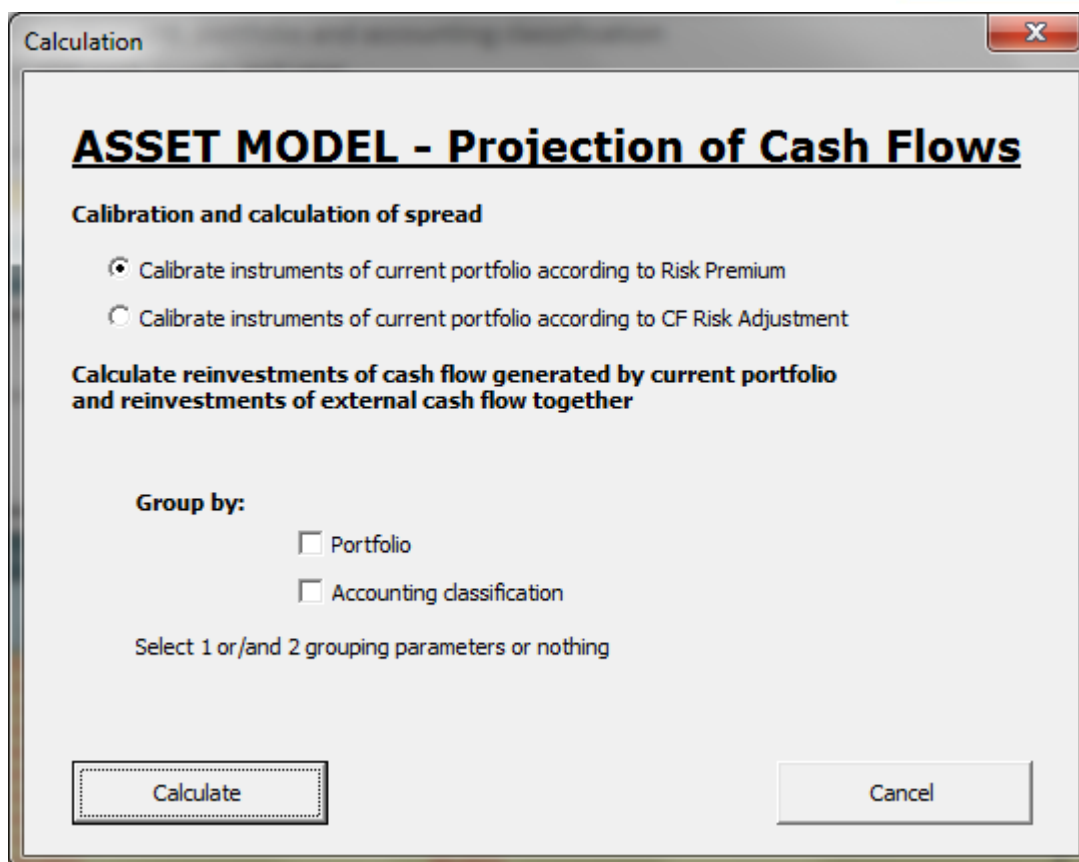 Calculation
ASSET MODEL - Projection of Cash Flows
Calibration and calculation of spread
Calibrate instruments of current portfolio according to Risk Premium
Calibrate instruments of current portfolio according to CF Risk Adjustment
Calculate reinvestments of cash flow generated by current portfolio
and reinvestments of external cash flow together
Group by:
Portfolio
Accounting classification
Select 1 or/and 2 grouping parameters or nothing
Calculate
Cancel